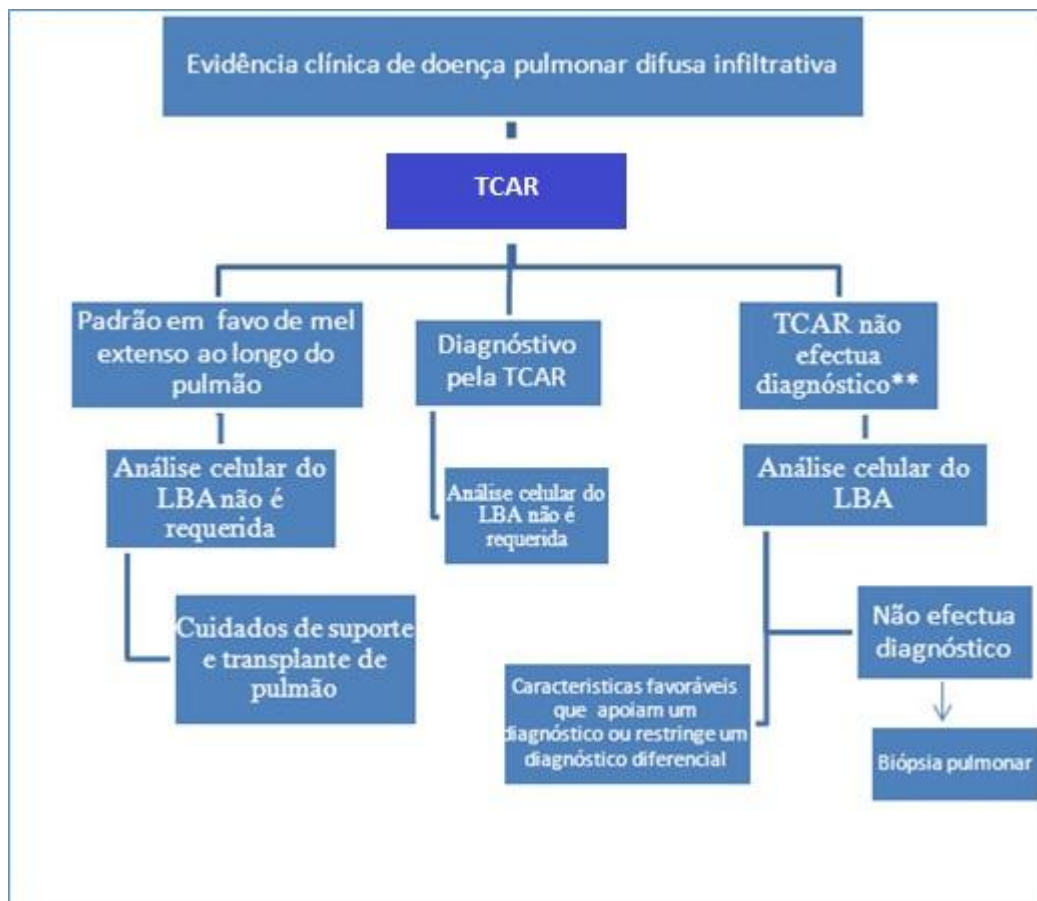 Evidência clínica de doença pulmonar difusa infiltrativa
TCAR
Padrão em favo de mel
extenso ao longo do
pulmão
Análise celular do
LBA não é
requerida
Cuidados de suporte
e transplante de
pulmão
Diagnóstivo
pela TCAR
Análise celular do
LBA não é
requerida
TCAR não
efectua
diagnóstico**
Análise celular do
LBA
Caracteristicas favoráveis
que apoiam um
diagnóstico ou restringe um
diagnóstico diferencial
Não efectua
diagnóstico
Biópsia pulmonar